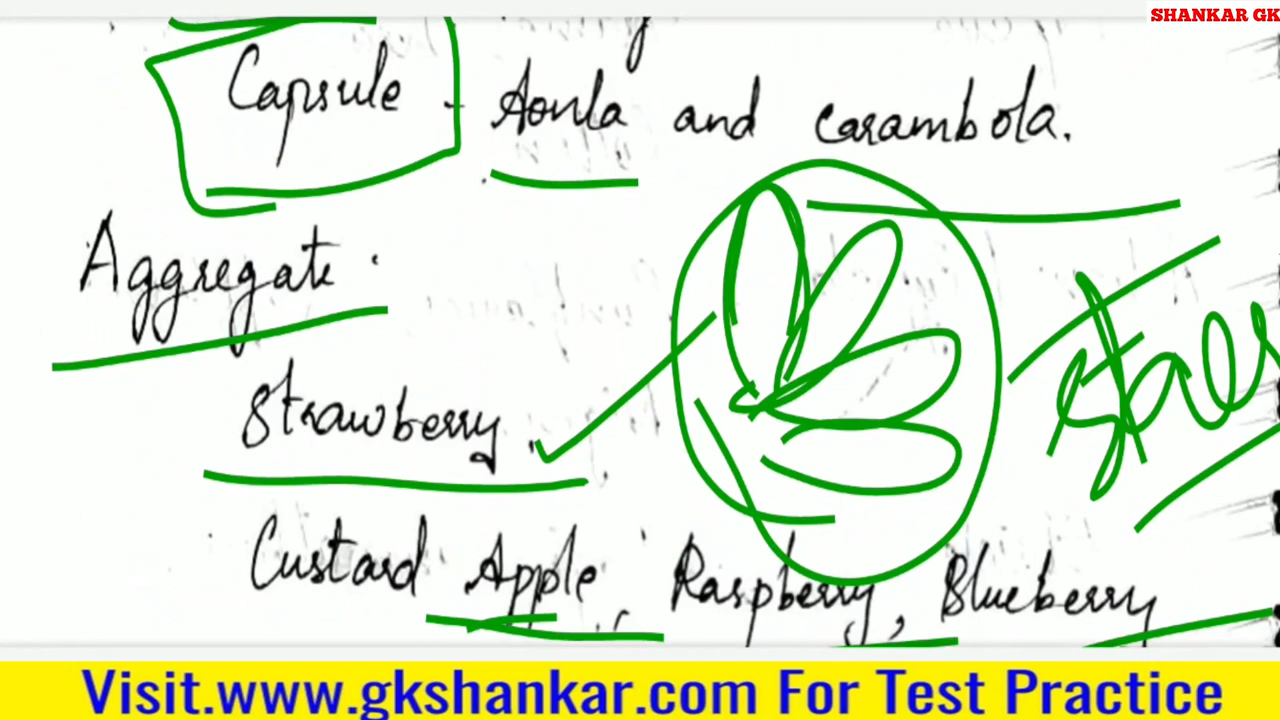 SHANKAR GK
Capsule - Aonla and carambola.
Aggregate.
Strawberry.
Custard Apple, Raspberry, Blueberry
Visit.www.gkshankar.com For Test Practice